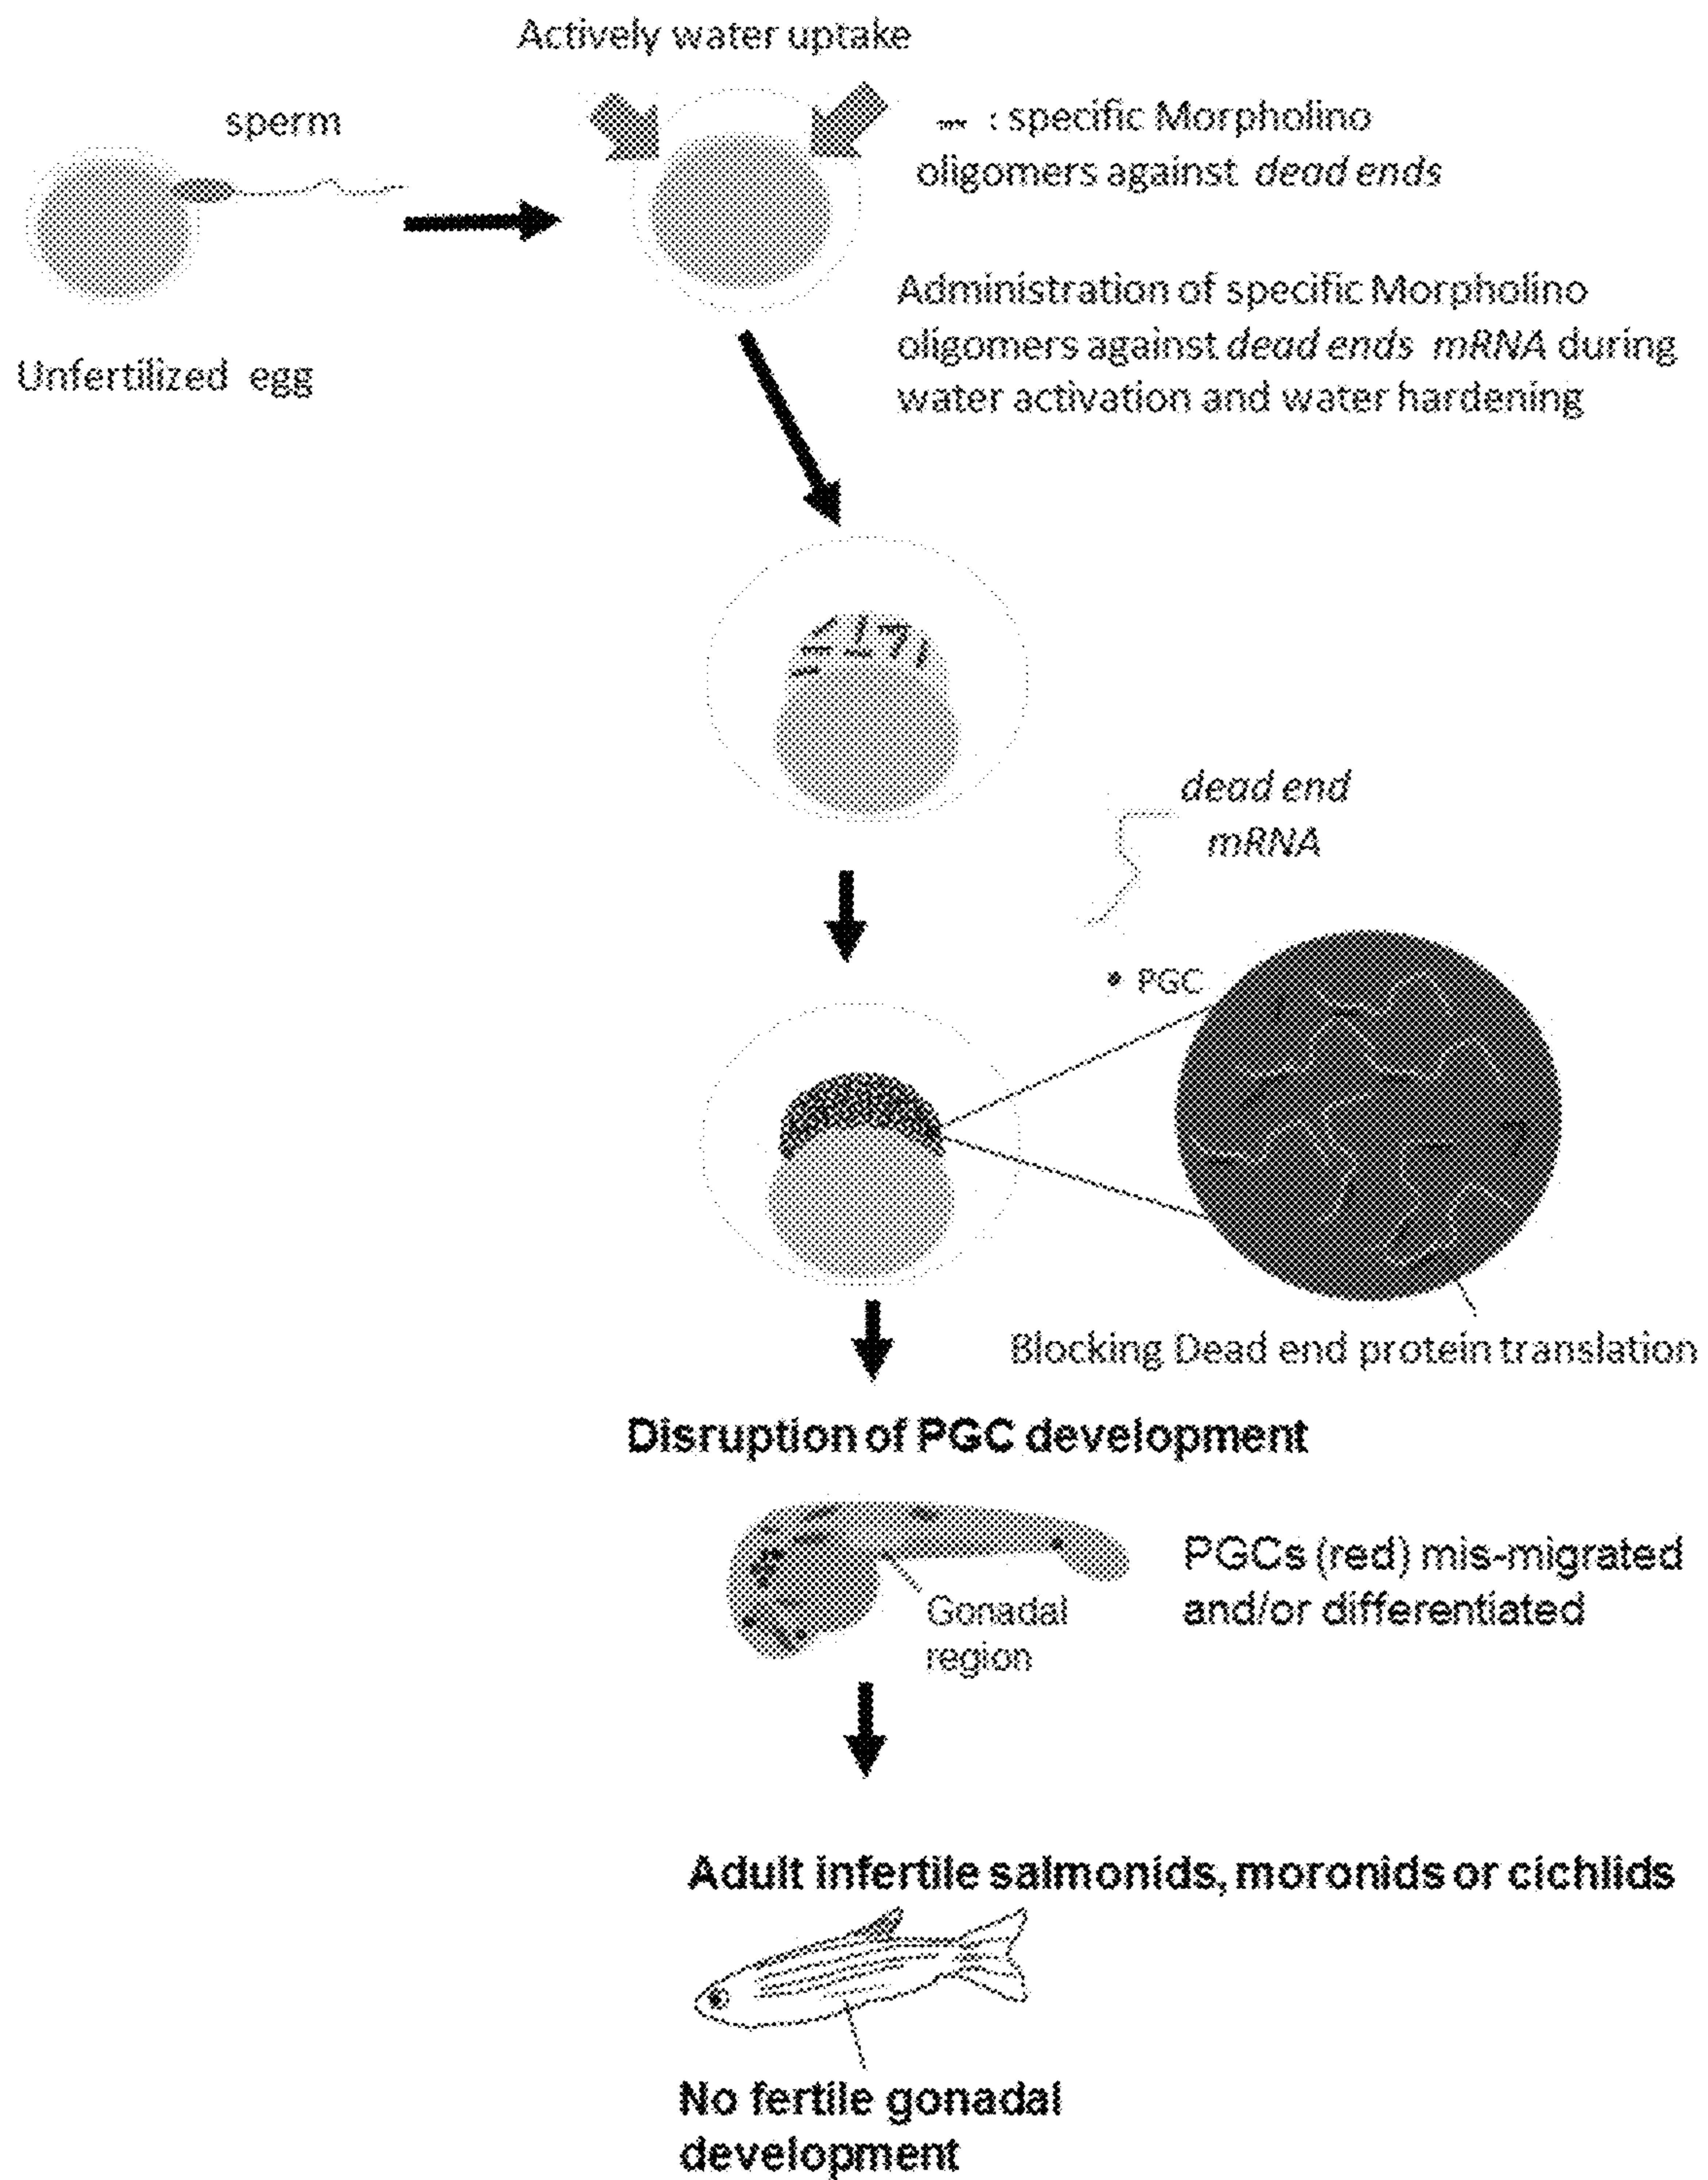 Actively water uptake
sperm
: specific Morpholino
oligomers against dead ends
Unfertilized egg
Administration of specific Morpholino
oligomers against dead ends mRNA during
water activation and water hardening
dead end
mRNA
PGC
Blocking Dead end protein translation
Disruption of PGC development
PGCs (red) mis-migrated
and/or differentiated
Gonadal
region
Adult infertile salmonids, moronids or cichlids
No fertile gonadal
development